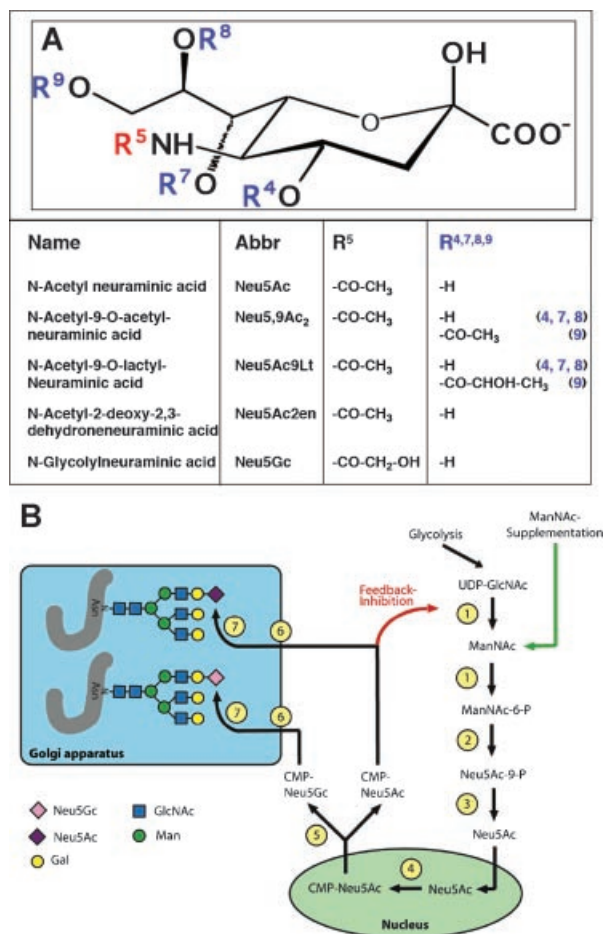 A
OR⁸
OH
R⁹O
O
COO⁻
R⁵NH
R⁷O
R⁴O
Name Abbr R⁵ R⁴,⁷,⁸,⁹
N-Acetyl neuraminic acid Neu5Ac -CO-CH₃ -H
N-Acetyl-9-O-acetyl- Neu5,9Ac₂ -CO-CH₃ -H (4, 7, 8)
neuraminic acid -CO-CH₃ (9)
N-Acetyl-9-O-lactyl- Neu5Ac9Lt -CO-CH₃ -H (4, 7, 8)
Neuraminic acid -CO-CHOH-CH₃ (9)
N-Acetyl-2-deoxy-2,3- Neu5Ac2en -CO-CH₃ -H
dehydroneneuraminic acid
N-Glycolylneuraminic acid Neu5Gc -CO-CH₂-OH -H
B
ManNAc-
Supplementation
Glycolysis
UDP-GlcNAc
Feedback-
Inhibition
1
ManNAc
1
ManNAc-6-P
2
Neu5Ac-9-P
3
Neu5Ac
Asn
N
7
6
Asn
N
7
6
Golgi apparatus
CMP-
Neu5Gc
CMP-
Neu5Ac
5
Neu5Gc
GlcNAc
Neu5Ac
Man
Gal
4
CMP-Neu5Ac
Neu5Ac
Nucleus